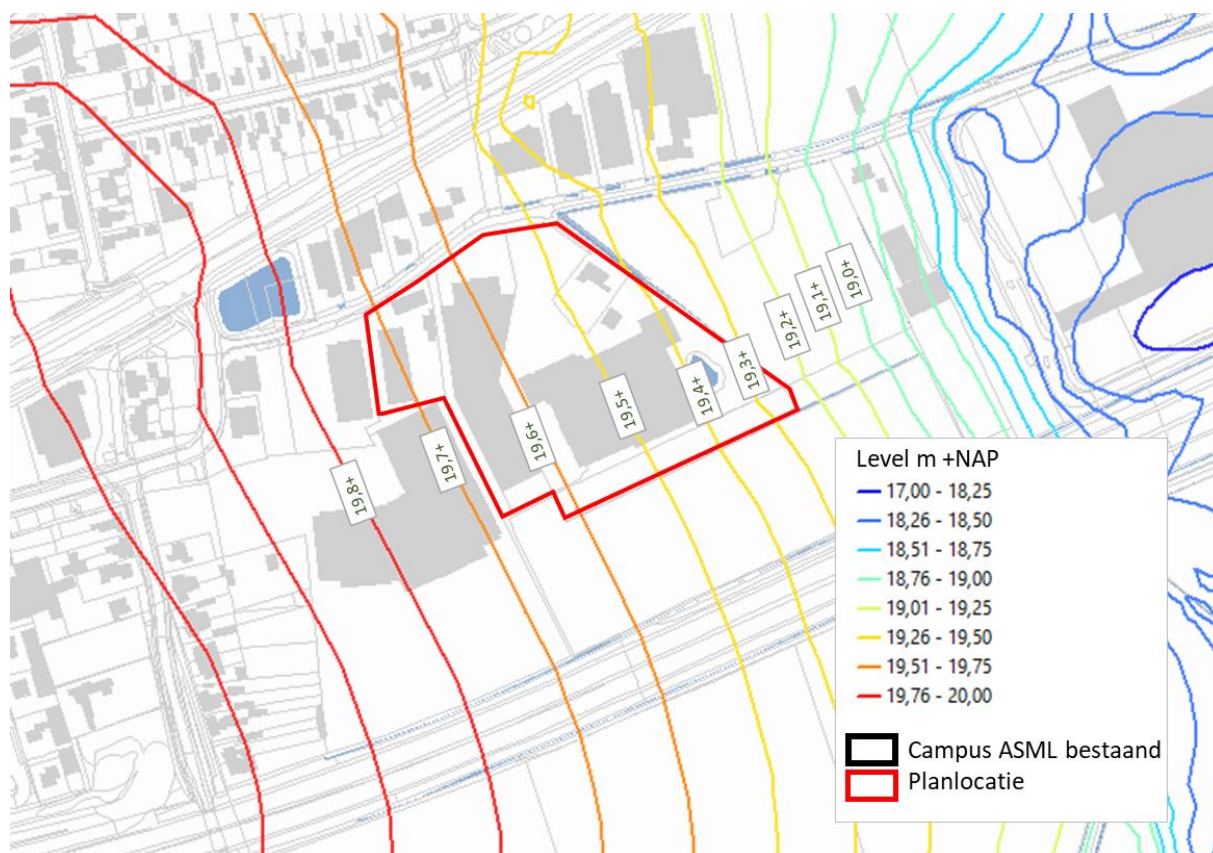 19,0+
19,1+
19,2+
19,3+
19,4+
19,5+
19,6+
19,7+
19,8+
Level m +NAP
17,00 - 18,25
18,26 - 18,50
18,51 - 18,75
18,76 - 19,00
19,01 - 19,25
19,26 - 19,50
19,51 - 19,75
19,76 - 20,00
Campus ASML bestaand
Planlocatie